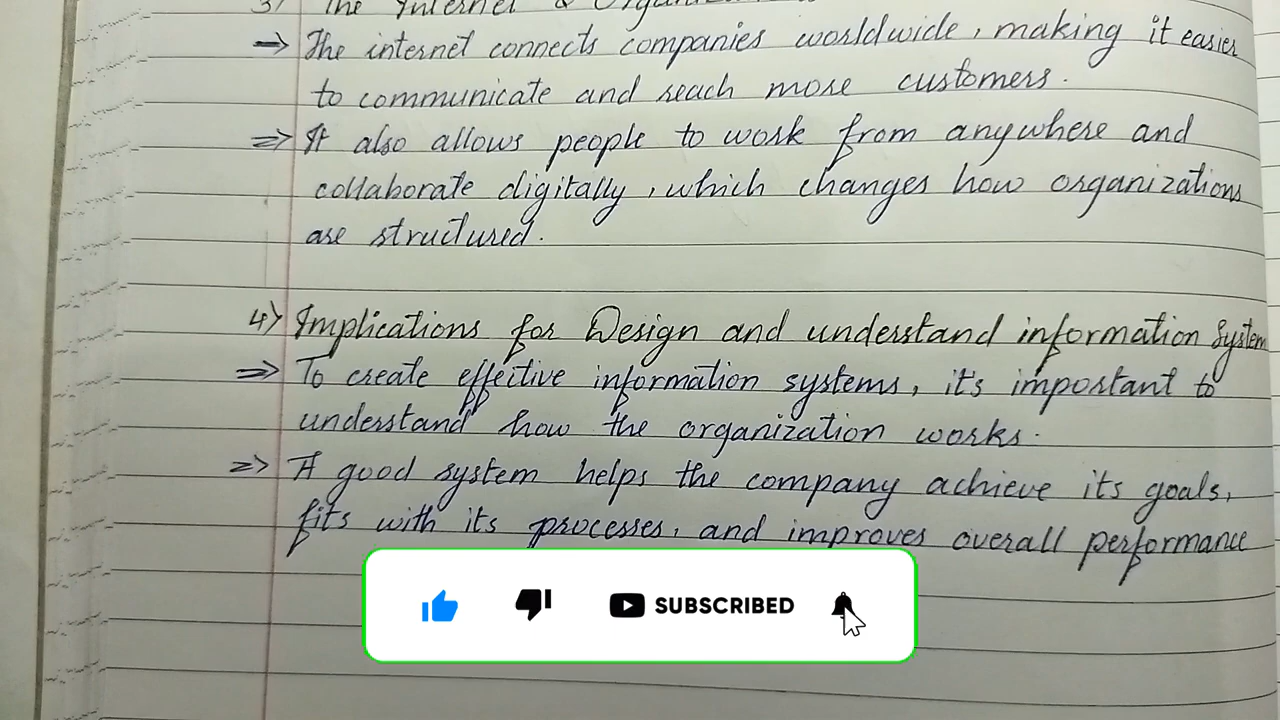 3) The Internet &
→ The internet connects companies worldwide, making it easier
to communicate and reach more customers.
⇒ It also allows people to work from anywhere and
collaborate digitally, which changes how organizations
are structured.
4) Implications for Design and understand information System
⇒ To create effective information systems, it's important to
understand how the organization works.
⇒ A good system helps the company achieve its goals,
fits with its processes, and improves overall performance
SUBSCRIBED